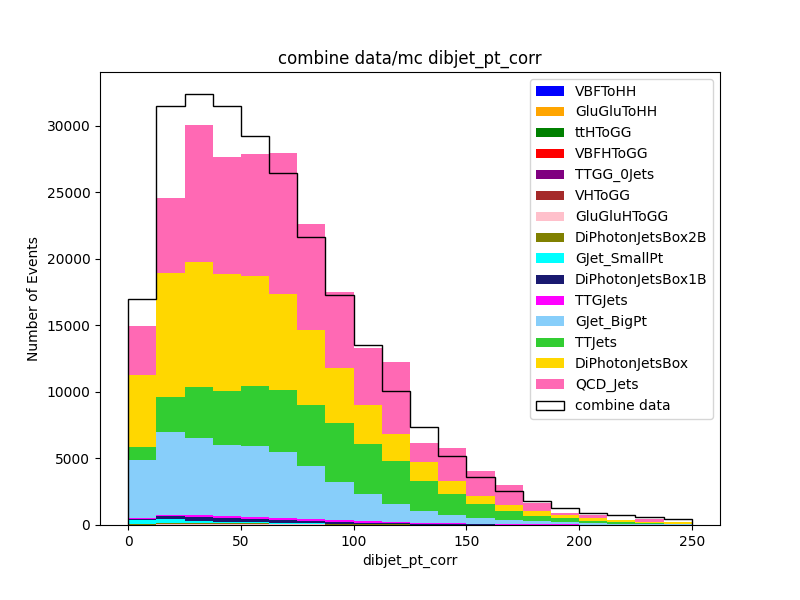 combine data/mc dibjet_pt_corr
VBFToHH
GluGluToHH
ttHToGG
VBFHToGG
TTGG_0Jets
VHToGG
GluGluHToGG
DiPhotonJetsBox2B
GJet_SmallPt
DiPhotonJetsBox1B
TTGJets
GJet_BigPt
TTJets
DiPhotonJetsBox
QCD_Jets
combine data
Number of Events
30000
25000
20000
15000
10000
5000
0
0 50 100 150 200 250
dibjet_pt_corr